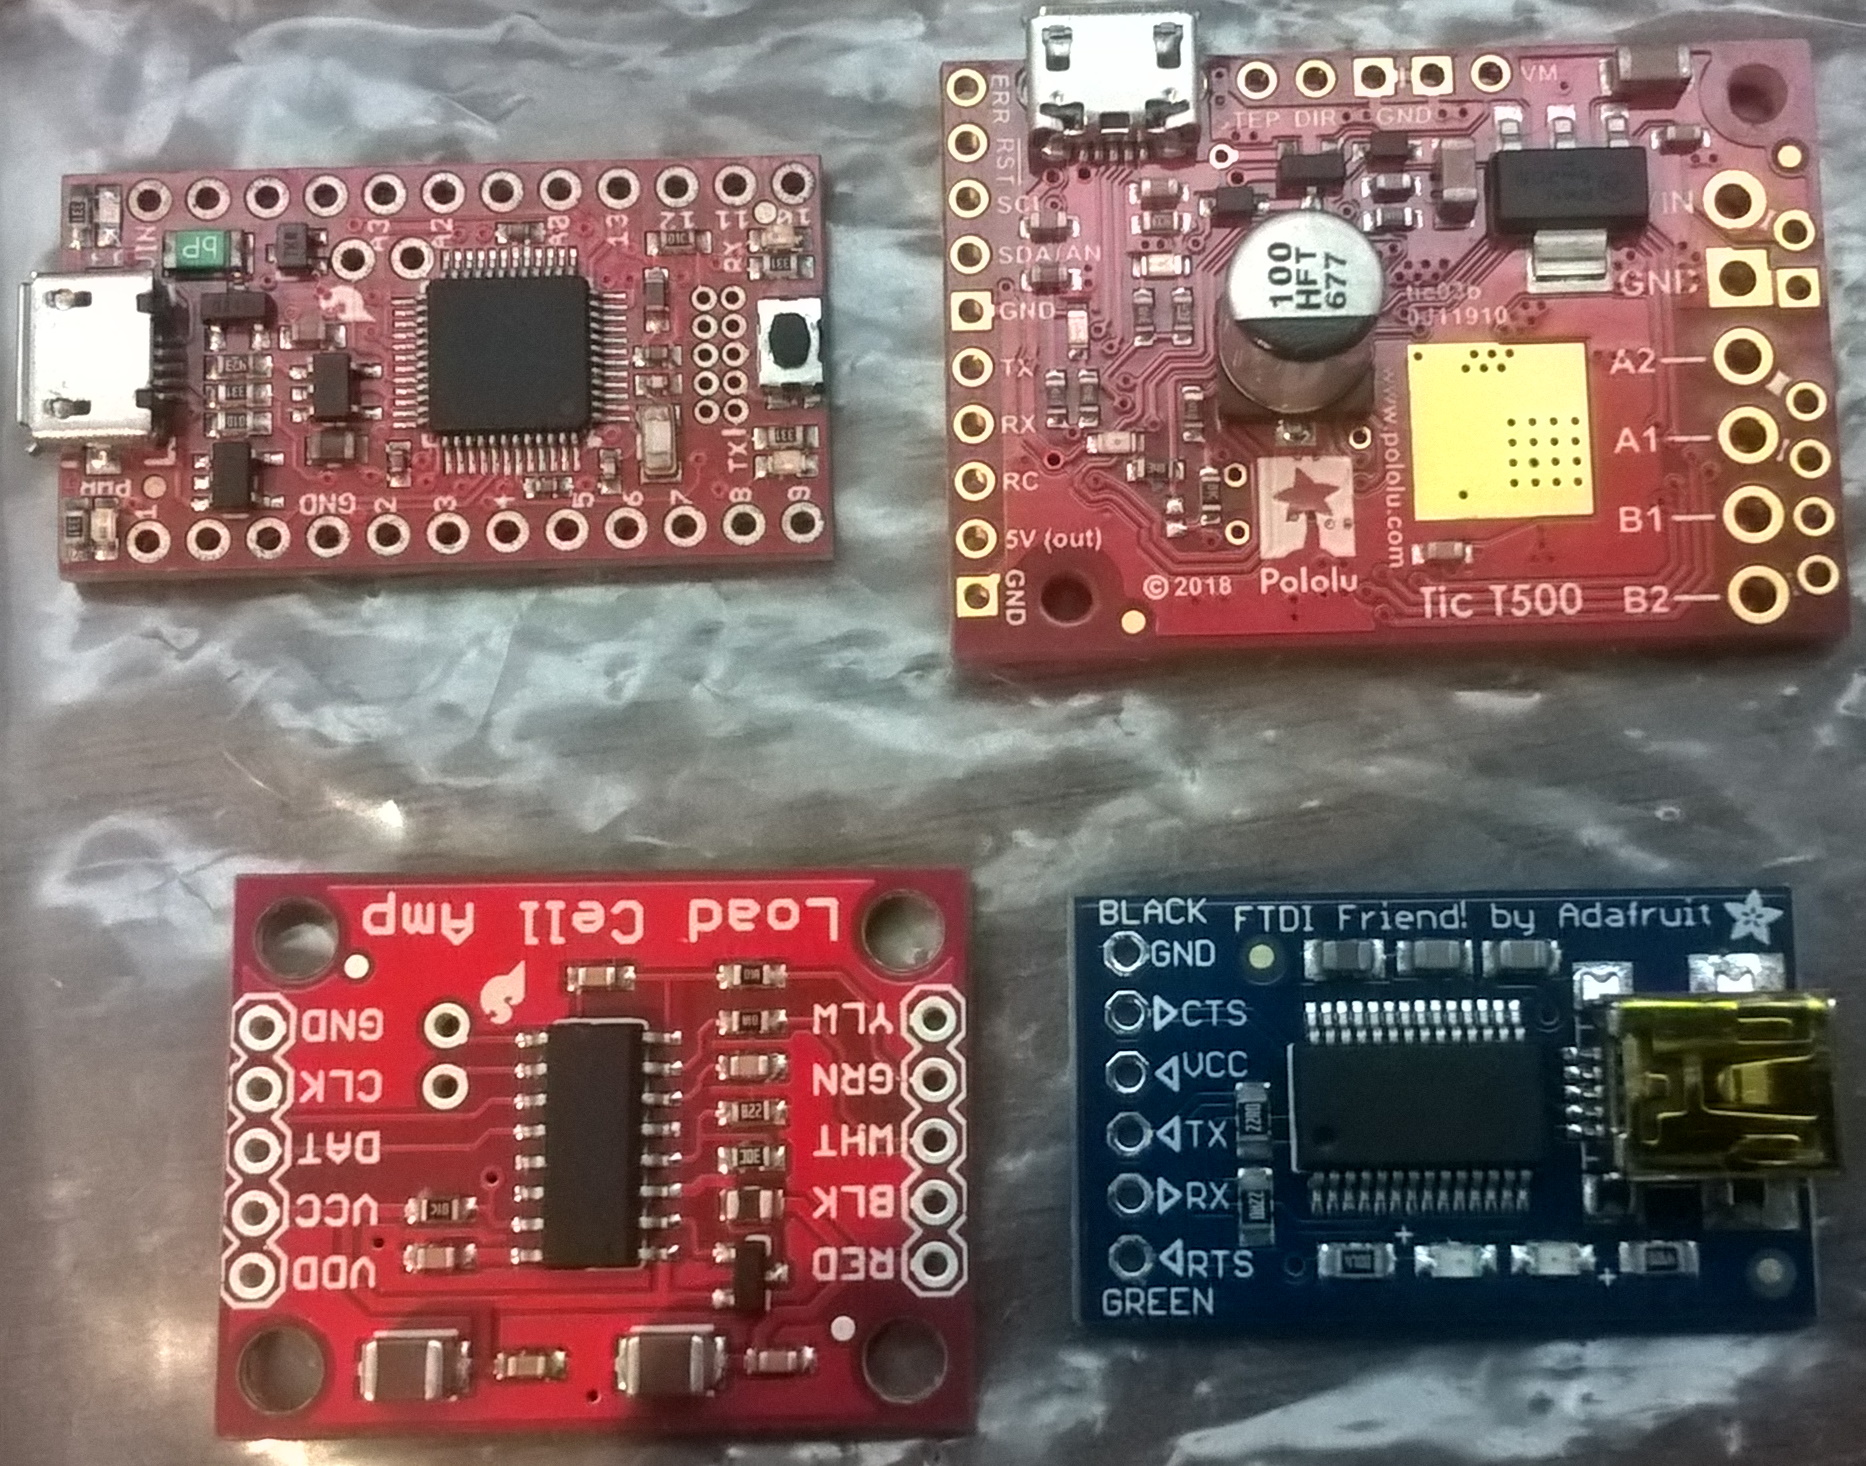 VIN
A3
A2
A0
13
12
11
10
RX
bP
PWR
1
GND
2
3
4
5
6
7
8
9
ERR
RST
SCL
SDA/AN
GND
TX
RX
RC
5V (out)
GND
TEP DIR GND VM
100
HFT
677
tic03b
0J11910
www.pololu.com
VIN
GND
A2
A1
B1
B2
© 2018 Pololu
Tic T500
Load Cell Amp
GND
CLK
DAT
VCC
VDD
YLW
GRN
WHT
BLK
RED
BLACK
FTDI Friend! by Adafruit
GND
CTS
VCC
TX
RX
RTS
GREEN